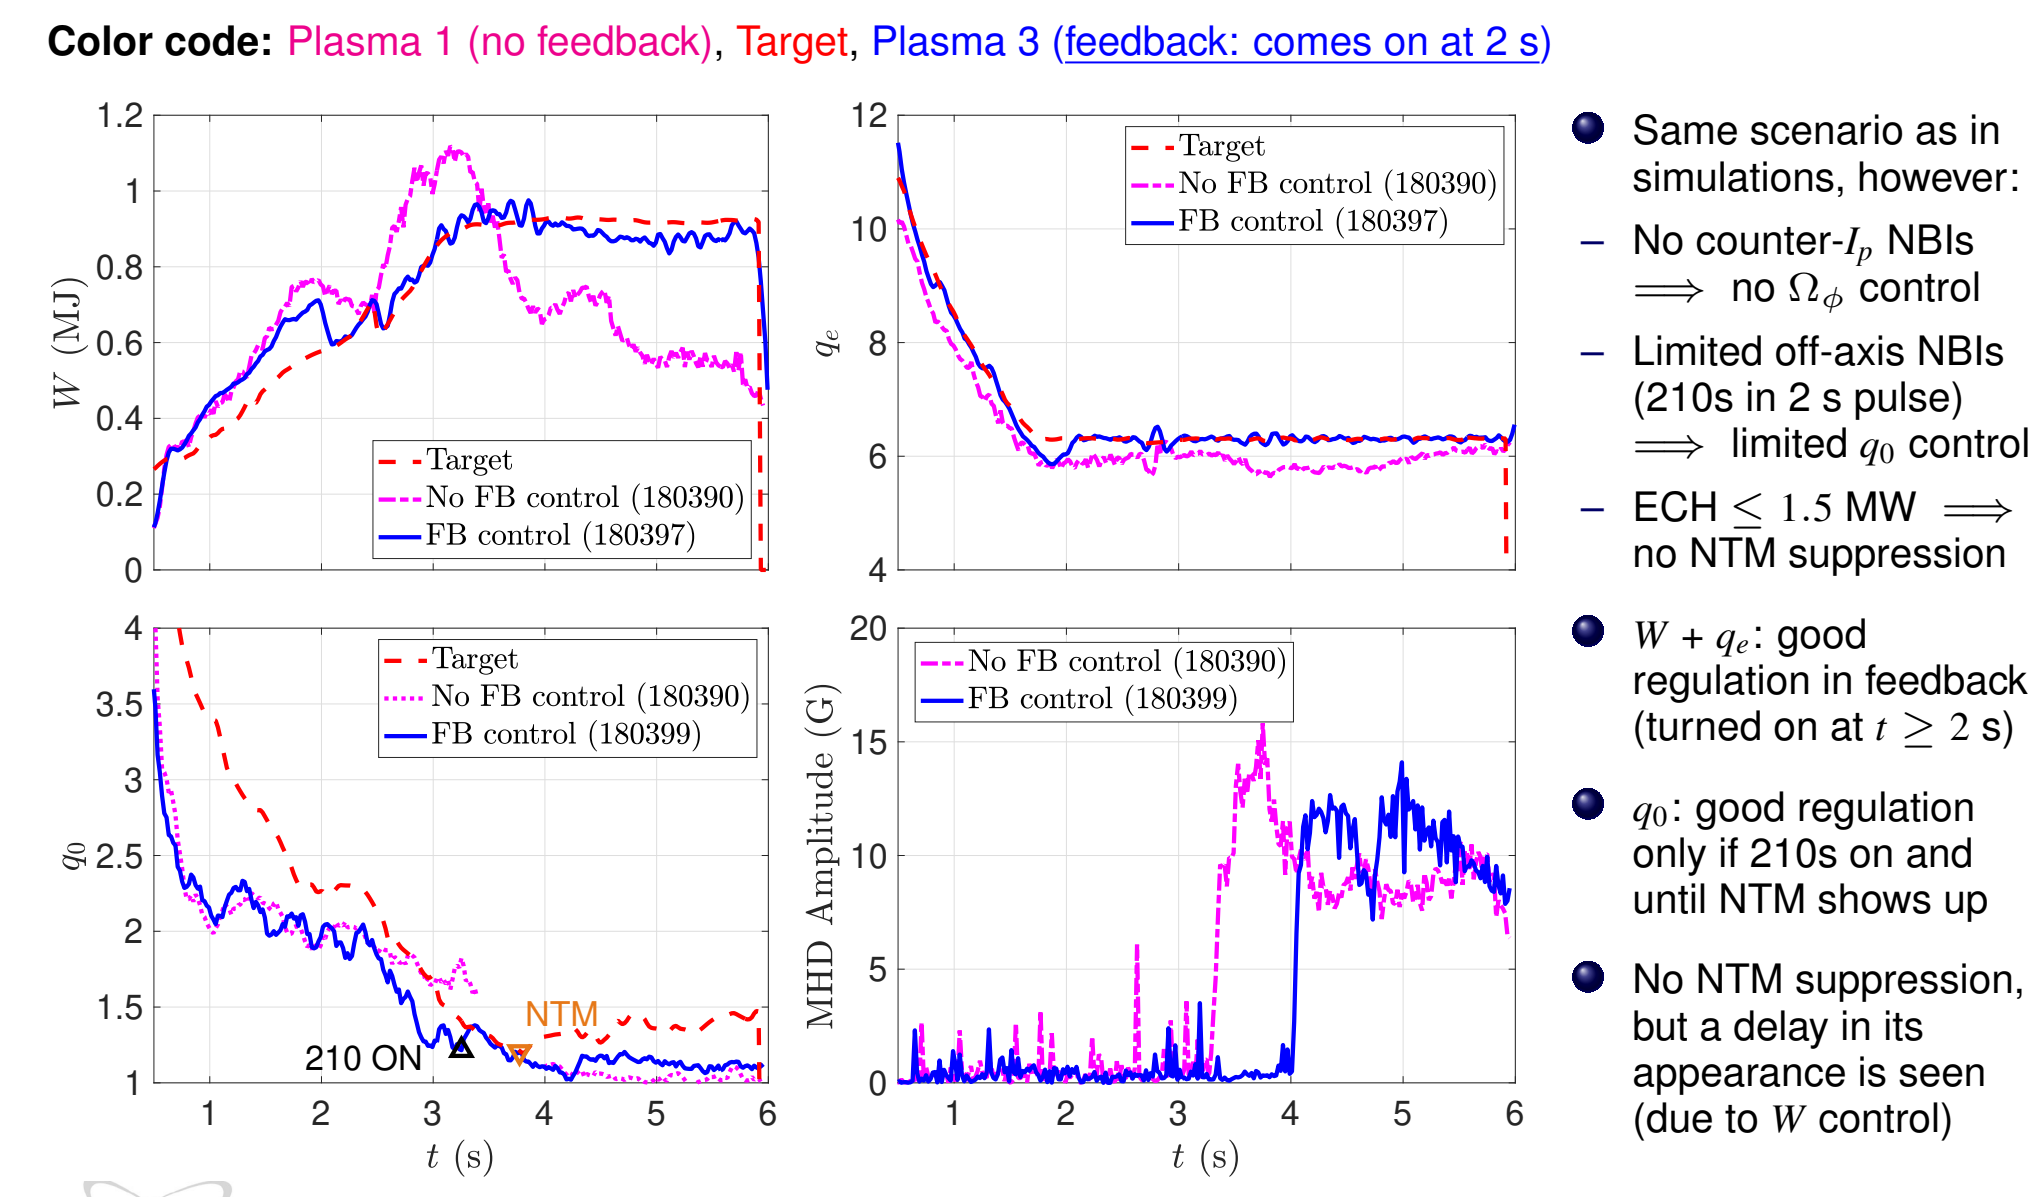 Color code: Plasma 1 (no feedback), Target, Plasma 3 (feedback: comes on at 2 s)
1.2
1
0.8
0.6
0.4
0.2
0
W (MJ)
Target
No FB control (180390)
FB control (180397)
12
10
8
6
4
qₑ
Target
No FB control (180390)
FB control (180397)
4
3.5
3
2.5
2
1.5
1
q₀
Target
No FB control (180390)
FB control (180399)
NTM
210 ON
1 2 3 4 5 6
t (s)
20
15
10
5
0
MHD Amplitude (G)
No FB control (180390)
FB control (180399)
1 2 3 4 5 6
t (s)
Same scenario as in
simulations, however:
– No counter-Iₚ NBIs
⟹ no Ω_ϕ control
– Limited off-axis NBIs
(210s in 2 s pulse)
⟹ limited q₀ control
– ECH ≤ 1.5 MW ⟹
no NTM suppression
W + qₑ: good
regulation in feedback
(turned on at t ≥ 2 s)
q₀: good regulation
only if 210s on and
until NTM shows up
No NTM suppression,
but a delay in its
appearance is seen
(due to W control)